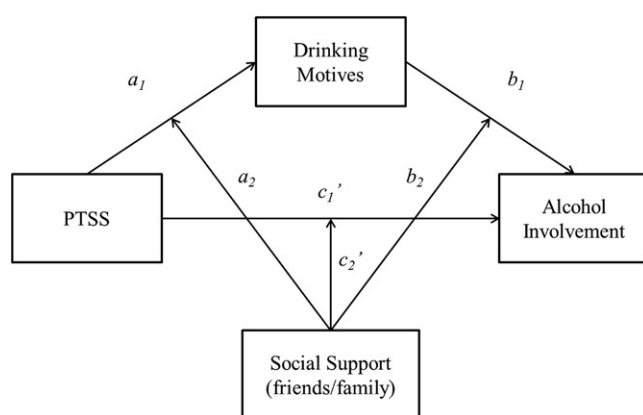 Drinking
Motives
a₁
b₁
PTSS
a₂
c₁’
b₂
Alcohol
Involvement
c₂’
Social Support
(friends/family)